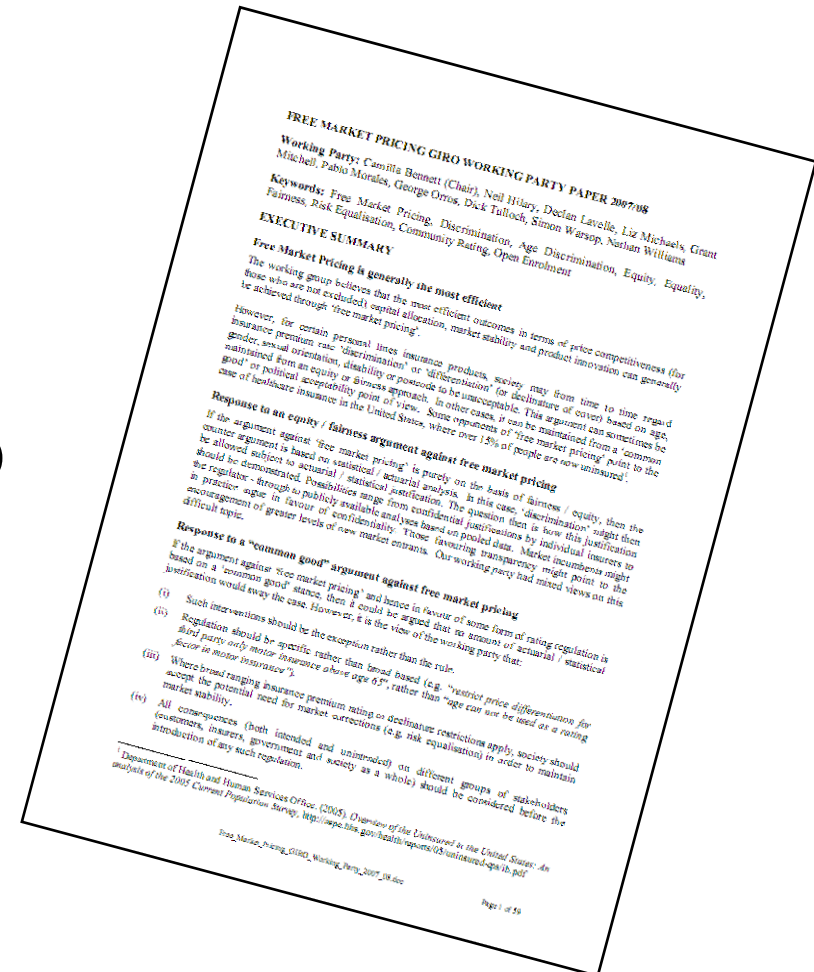 FREE MARKET PRICING GIRO WORKING PARTY PAPER 2007/08
Working Party: Camilla Bennett (Chair), Neil Hilary, Declan Lavelle, Liz Michaels, Grant
Mitchell, Pablo Morales, George Orros, Dick Tulloch, Simon Warsop, Nathan Williams
Keywords: Free Market Pricing, Discrimination, Age Discrimination, Equity, Equality,
Fairness, Risk Equalisation, Community Rating, Open Enrolment
EXECUTIVE SUMMARY
Free Market Pricing is generally the most efficient
The working group believes that the most efficient outcomes in terms of price competitiveness (for
those who are not excluded) capital allocation, market stability and product innovation can generally
be achieved through 'free market pricing'.
However, for certain personal lines insurance products, society may from time to time regard
insurance premium rate 'discrimination' or 'differentiation' (or declinature of cover) based on age,
gender, sexual orientation, disability or postcode to be unacceptable. This argument can sometimes be
maintained from an equity or fairness approach. In other cases, it can be maintained from a 'common
good' or political acceptability point of view. Some opponents of 'free market pricing' point to the
case of healthcare insurance in the United States, where over 15% of people are now uninsured¹.
Response to an equity / fairness argument against free market pricing
If the argument against 'free market pricing' is purely on the basis of fairness / equity, then the
counter argument is based on statistical / actuarial analysis. In this case, 'discrimination' might then
be allowed subject to actuarial / statistical justification. The question then is how this justification
should be demonstrated. Possibilities range from confidential justifications by individual insurers to
the regulator - through to publicly available analyses based on pooled data. Market incumbents might
in practice argue in favour of confidentiality. Those favouring transparency might point to the
encouragement of greater levels of new market entrants. Our working party had mixed views on this
difficult topic.
Response to a "common good" argument against free market pricing
If the argument against 'free market pricing' and hence in favour of some form of rating regulation is
based on a 'common good' stance, then it could be argued that no amount of actuarial / statistical
justification would sway the case. However, it is the view of the working party that:
(i) Such interventions should be the exception rather than the rule.
(ii) Regulation should be specific rather than broad based (e.g. "restrict price differentiation for
third party only motor insurance above age 65", rather than "age can not be used as a rating
factor in motor insurance").
(iii) Where broad ranging insurance premium rating or declinature restrictions apply, society should
accept the potential need for market corrections (e.g. risk equalisation) in order to maintain
market stability.
(iv) All consequences (both intended and unintended) on different groups of stakeholders
(customers, insurers, government and society as a whole) should be considered before the
introduction of any such regulation.
¹ Department of Health and Human Services Office. (2005). Overview of the Uninsured in the United States: An
analysis of the 2005 Current Population Survey, http://aspe.hhs.gov/health/reports/05/uninsured-cps/ib.pdf
Free_Market_Pricing_GIRO_Working_Party_2007_08.doc
Page 1 of 59